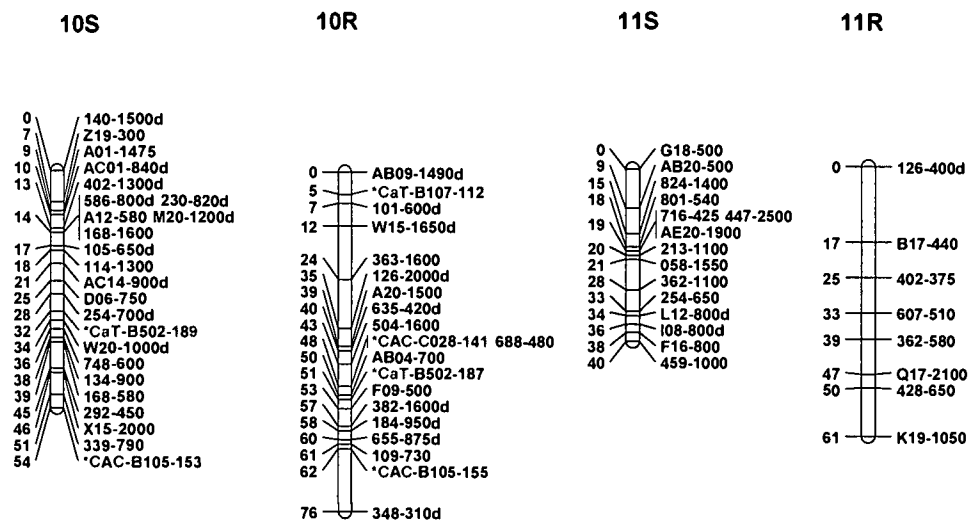 10S
0 140-1500d
7 Z19-300
9 A01-1475
10 AC01-840d
13 402-1300d
586-800d 230-820d
14 A12-580 M20-1200d
168-1600
17 105-650d
18 114-1300
21 AC14-900d
25 D06-750
28 254-700d
32 *CaT-B502-189
34 W20-1000d
36 748-600
38 134-900
39 168-580
45 292-450
46 X15-2000
51 339-790
54 *CAC-B105-153
10R
0 AB09-1490d
5 *CaT-B107-112
7 101-600d
12 W15-1650d
24 363-1600
35 126-2000d
39 A20-1500
40 635-420d
43 504-1600
48 *CAC-C028-141 688-480
50 AB04-700
51 *CaT-B502-187
53 F09-500
57 382-1600d
58 184-950d
60 655-875d
61 109-730
62 *CAC-B105-155
76 348-310d
11S
0 G18-500
9 AB20-500
15 824-1400
18 801-540
716-425 447-2500
19 AE20-1900
20 213-1100
21 058-1550
28 362-1100
33 254-650
34 L12-800d
36 I08-800d
38 F16-800
40 459-1000
11R
0 126-400d
17 B17-440
25 402-375
33 607-510
39 362-580
47 Q17-2100
50 428-650
61 K19-1050